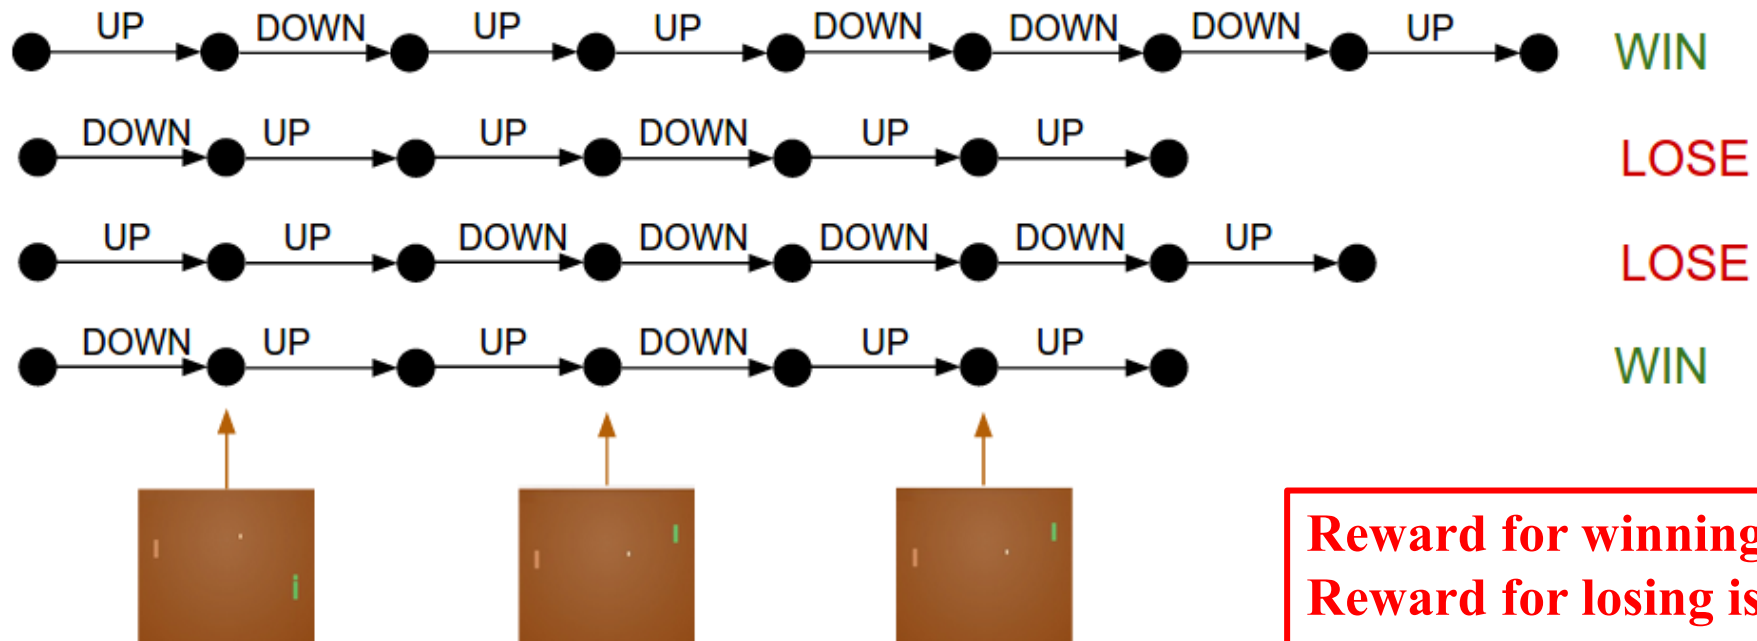 UP DOWN UP UP DOWN DOWN DOWN UP WIN
DOWN UP UP DOWN UP UP LOSE
UP UP DOWN DOWN DOWN DOWN UP LOSE
DOWN UP UP DOWN UP UP WIN
Reward for winning
Reward for losing is